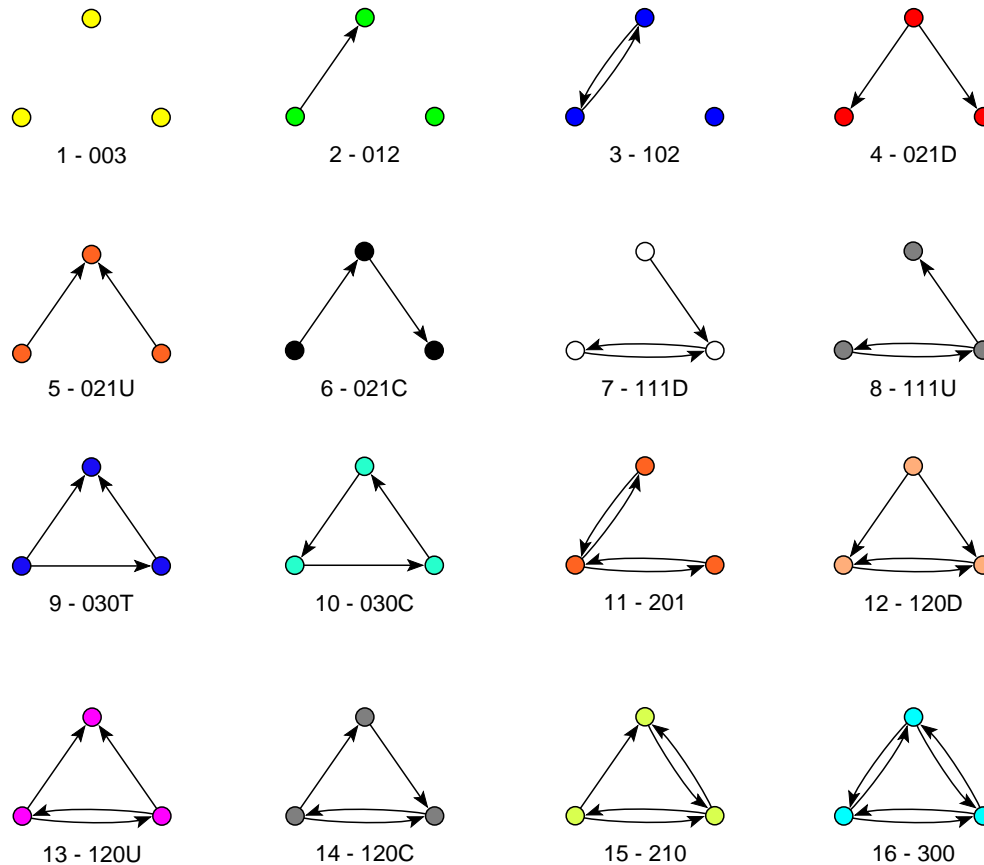 1 - 003
2 - 012
3 - 102
4 - 021D
5 - 021U
6 - 021C
7 - 111D
8 - 111U
9 - 030T
10 - 030C
11 - 201
12 - 120D
13 - 120U
14 - 120C
15 - 210
16 - 300